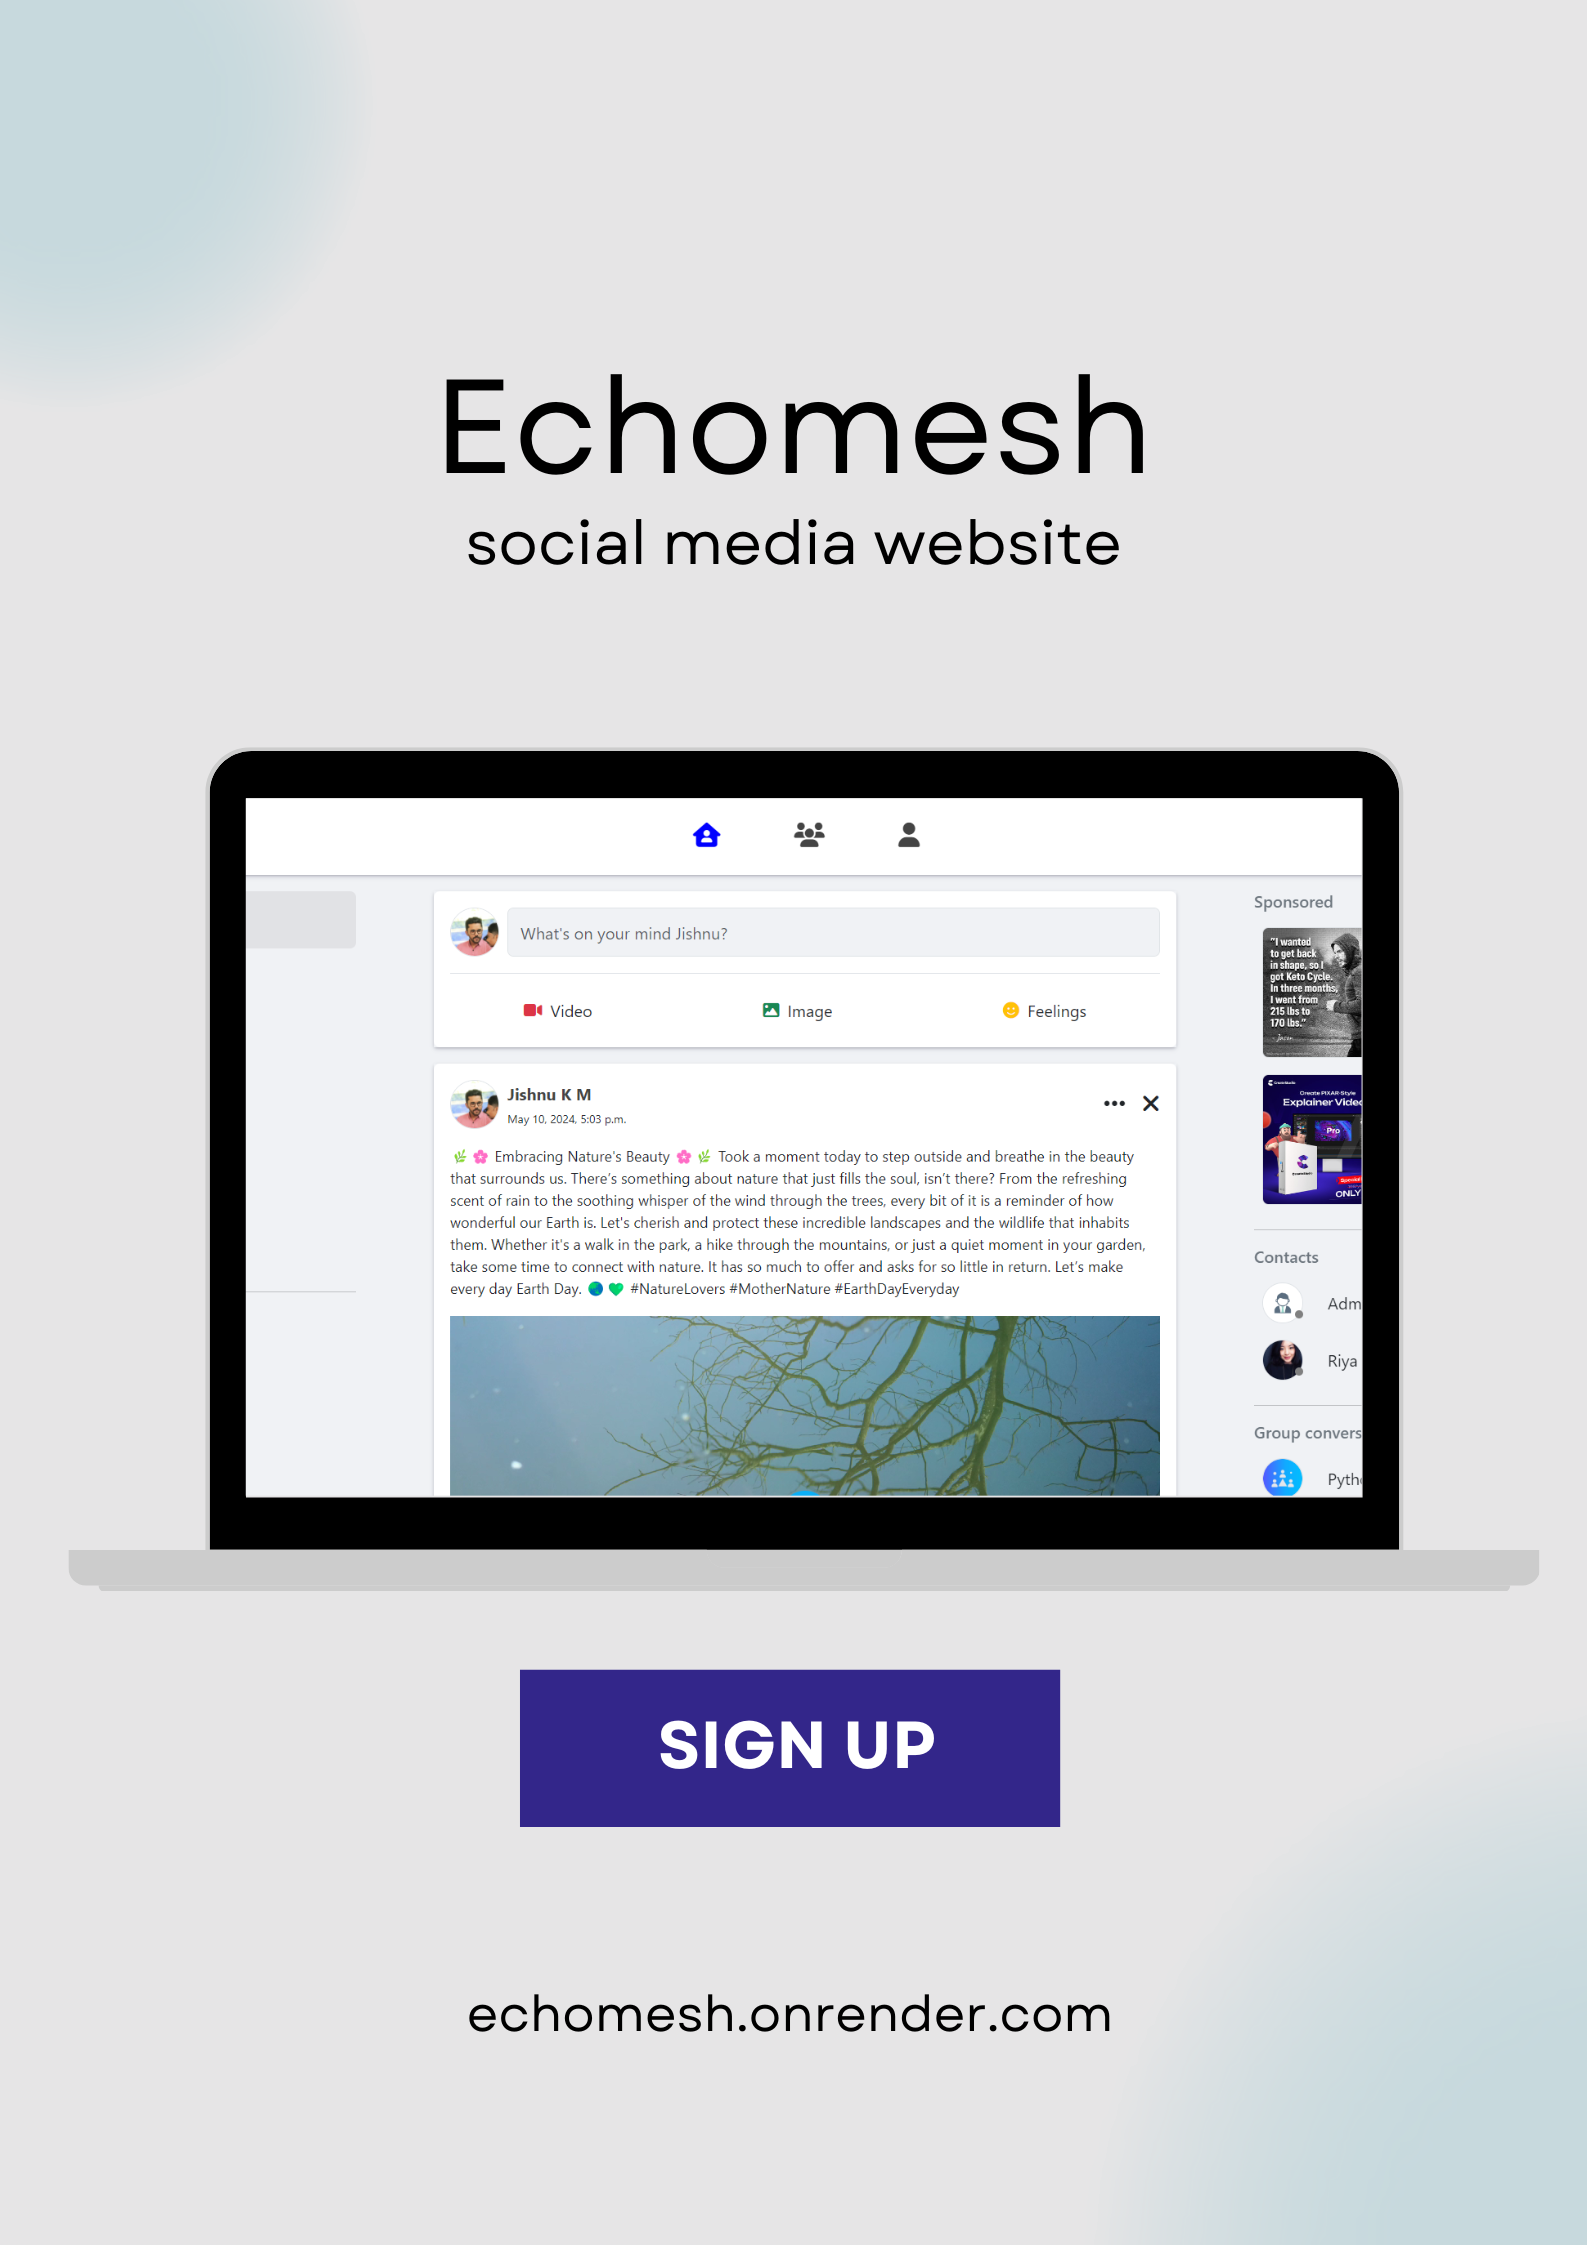 Echomesh
social media website
What's on your mind Jishnu?
Video
Image
Feelings
Jishnu K M
May 10, 2024, 5:03 p.m.
🌿 🌸 Embracing Nature's Beauty 🌸 🌿 Took a moment today to step outside and breathe in the beauty
that surrounds us. There’s something about nature that just fills the soul, isn’t there? From the refreshing
scent of rain to the soothing whisper of the wind through the trees, every bit of it is a reminder of how
wonderful our Earth is. Let's cherish and protect these incredible landscapes and the wildlife that inhabits
them. Whether it's a walk in the park, a hike through the mountains, or just a quiet moment in your garden,
take some time to connect with nature. It has so much to offer and asks for so little in return. Let’s make
every day Earth Day. 🌎 💚 #NatureLovers #MotherNature #EarthDayEveryday
Sponsored
"I wanted
to get back
in shape, so I
got Keto Cycle.
In three months,
I went from
215 lbs to
170 lbs."
- Jason
Create PIXAR-Style
Explainer Video
Pro
Special
ONLY
Contacts
Adm
Riya
Group convers
Pyth
SIGN UP
echomesh.onrender.com